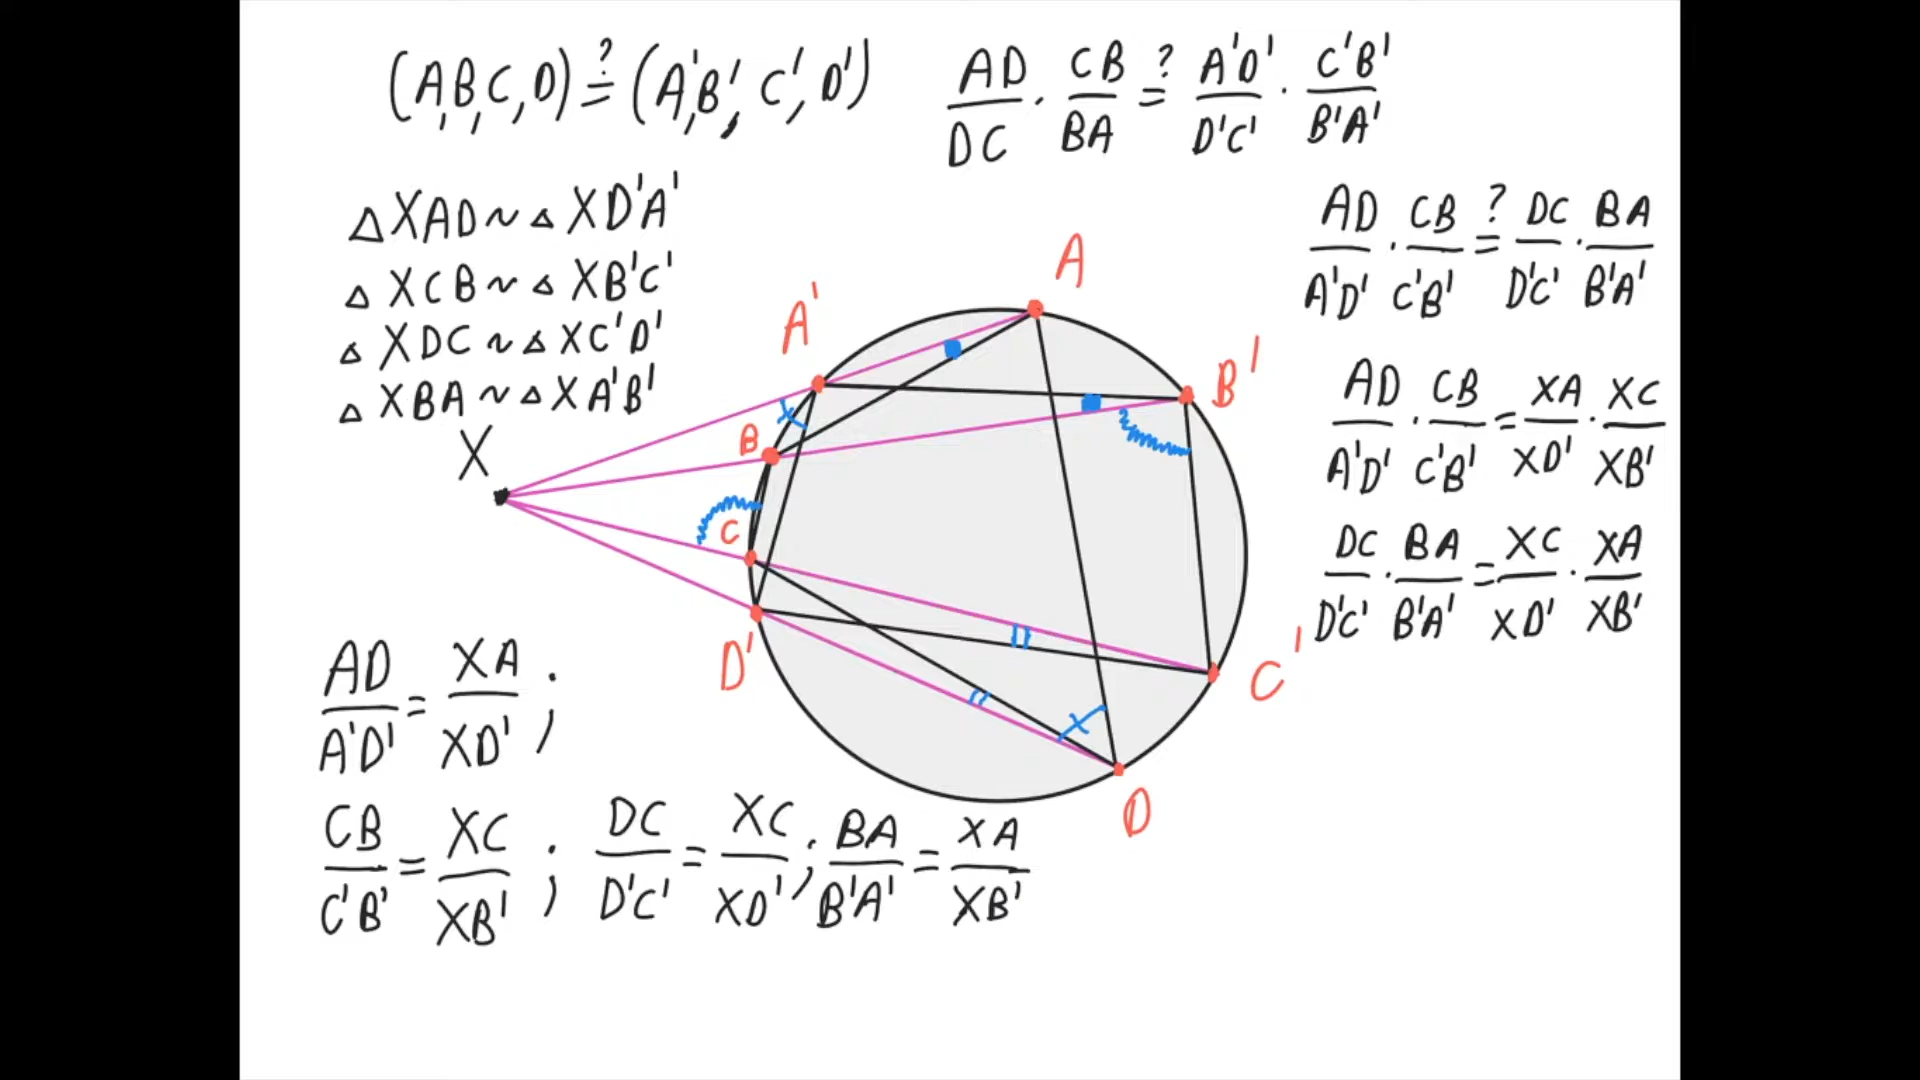 (A,B,C,D) ≟ (A',B',C',D')
AD/DC · CB/BA ≟ A'D'/D'C' · C'B'/B'A'
△XAD ~ △XD'A'
△XCB ~ △XB'C'
△XDC ~ △XC'D'
△XBA ~ △XA'B'
AD/A'D' · CB/C'B' ≟ DC/D'C' · BA/B'A'
AD/A'D' · CB/C'B' = XA/XD' · XC/XB'
DC/D'C' · BA/B'A' = XC/XD' · XA/XB'
A
A'
B'
B
X
x
C
D'
C'
x
D
AD/A'D' = XA/XD' ;
CB/C'B' = XC/XB' ; DC/D'C' = XC/XD' ; BA/B'A' = XA/XB'